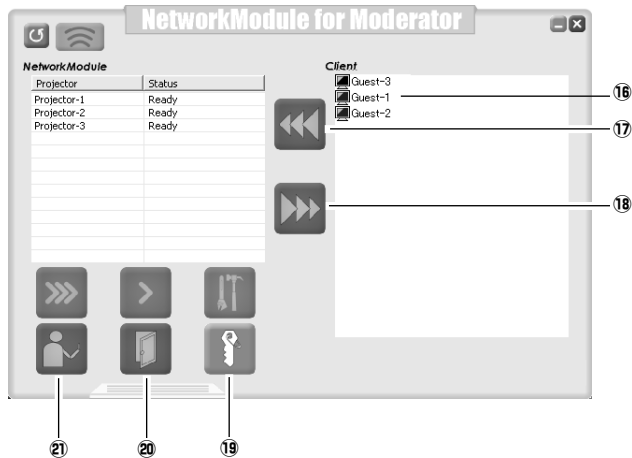 NetworkModule for Moderator
NetworkModule
Client
Projector Status
Projector-1 Ready
Projector-2 Ready
Projector-3 Ready
Guest-3
Guest-1
Guest-2
⑯
⑰
⑱
㉑ ⑳ ⑲